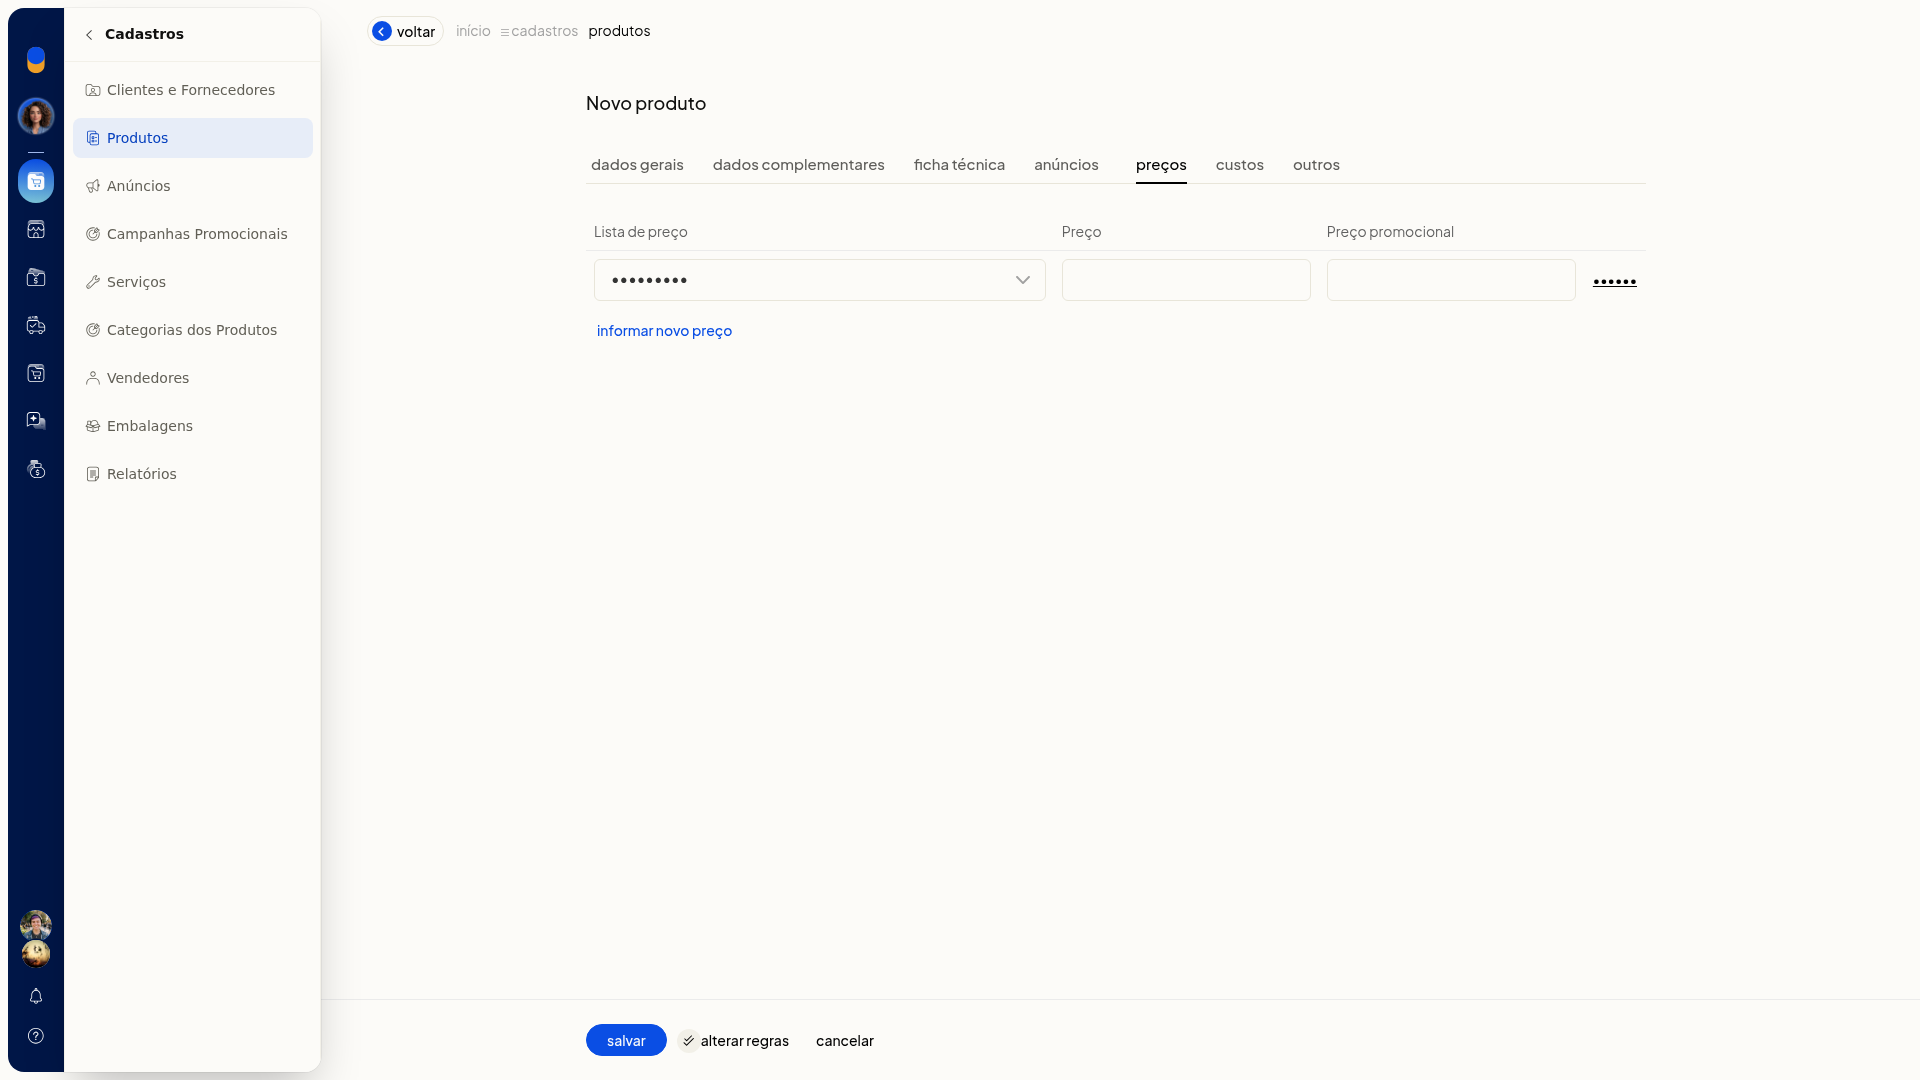 Cadastros
Clientes e Fornecedores
Produtos
Anúncios
Campanhas Promocionais
Serviços
Categorias dos Produtos
Vendedores
Embalagens
Relatórios
voltar início cadastros produtos
Novo produto
dados gerais dados complementares ficha técnica anúncios preços custos outros
Lista de preço Preço Preço promocional
••••••••• ••••••
informar novo preço
salvar alterar regras cancelar